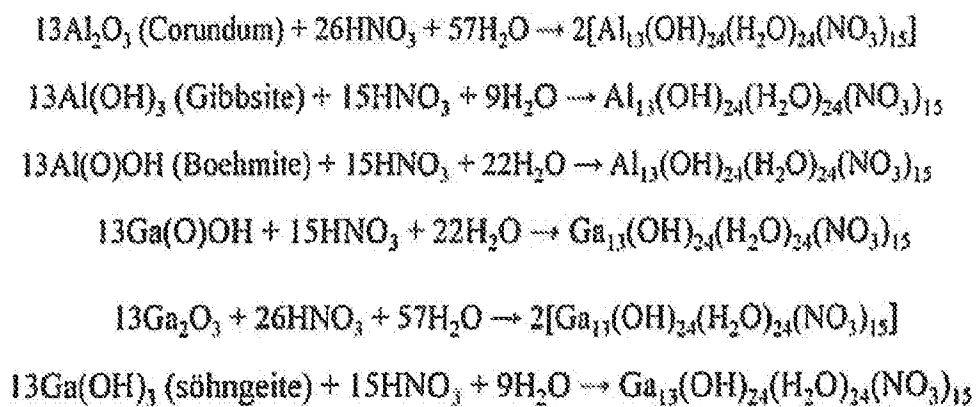 13Al₂O₃ (Corundum) + 26HNO₃ + 57H₂O → 2[Al₁₃(OH)₂₄(H₂O)₂₄(NO₃)₁₅]
13Al(OH)₃ (Gibbsite) + 15HNO₃ + 9H₂O → Al₁₃(OH)₂₄(H₂O)₂₄(NO₃)₁₅
13Al(O)OH (Boehmite) + 15HNO₃ + 22H₂O → Al₁₃(OH)₂₄(H₂O)₂₄(NO₃)₁₅
13Ga(O)OH + 15HNO₃ + 22H₂O → Ga₁₃(OH)₂₄(H₂O)₂₄(NO₃)₁₅
13Ga₂O₃ + 26HNO₃ + 57H₂O → 2[Ga₁₃(OH)₂₄(H₂O)₂₄(NO₃)₁₅]
13Ga(OH)₃ (söhngeite) + 15HNO₃ + 9H₂O → Ga₁₃(OH)₂₄(H₂O)₂₄(NO₃)₁₅